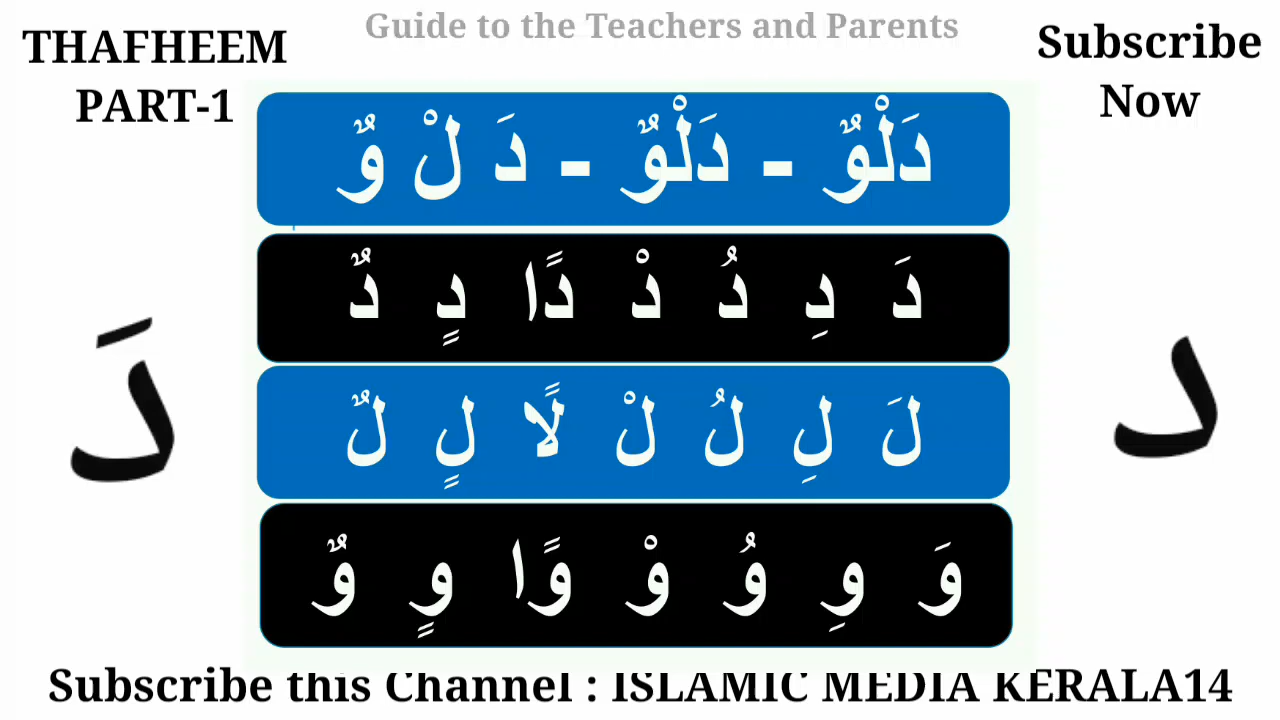 Guide to the Teachers and Parents
THAFHEEM
PART-1
Subscribe
Now
دَلْوٌ - دَلْوٌ - دَ لْ وٌ
دَ دِ دُ دْ دًا دٍ دٌ
لَ لِ لُ لْ لًا لٍ لٌ
وَ وِ وُ وْ وًا وٍ وٌ
دَ
د
Subscribe this Channel : ISLAMIC MEDIA KERALA14